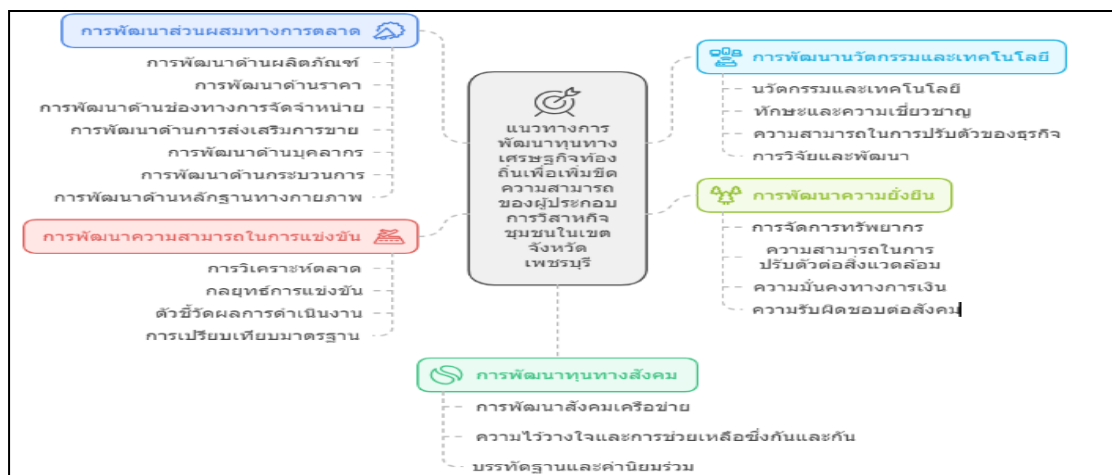 การพัฒนาส่วนผสมทางการตลาด
การพัฒนาด้านผลิตภัณฑ์
การพัฒนาด้านราคา
การพัฒนาด้านช่องทางการจัดจำหน่าย
การพัฒนาด้านการส่งเสริมการขาย
การพัฒนาด้านบุคลากร
การพัฒนาด้านกระบวนการ
การพัฒนาด้านหลักฐานทางกายภาพ
การพัฒนาความสามารถในการแข่งขัน
การวิเคราะห์ตลาด
กลยุทธ์การแข่งขัน
ตัวชี้วัดผลการดำเนินงาน
การเปรียบเทียบมาตรฐาน
แนวทางการ
พัฒนาทุนทาง
เศรษฐกิจท้อง
ถิ่นเพื่อเพิ่มขีด
ความสามารถ
ของผู้ประกอบ
การวิสาหกิจ
ชุมชนในเขต
จังหวัด
เพชรบุรี
การพัฒนานวัตกรรมและเทคโนโลยี
นวัตกรรมและเทคโนโลยี
ทักษะและความเชี่ยวชาญ
ความสามารถในการปรับตัวของธุรกิจ
การวิจัยและพัฒนา
การพัฒนาความยั่งยืน
การจัดการทรัพยากร
ความสามารถในการ
ปรับตัวต่อสิ่งแวดล้อม
ความมั่นคงทางการเงิน
ความรับผิดชอบต่อสังคม
การพัฒนาทุนทางสังคม
การพัฒนาสังคมเครือข่าย
ความไว้วางใจและการช่วยเหลือซึ่งกันและกัน
บรรทัดฐานและค่านิยมร่วม